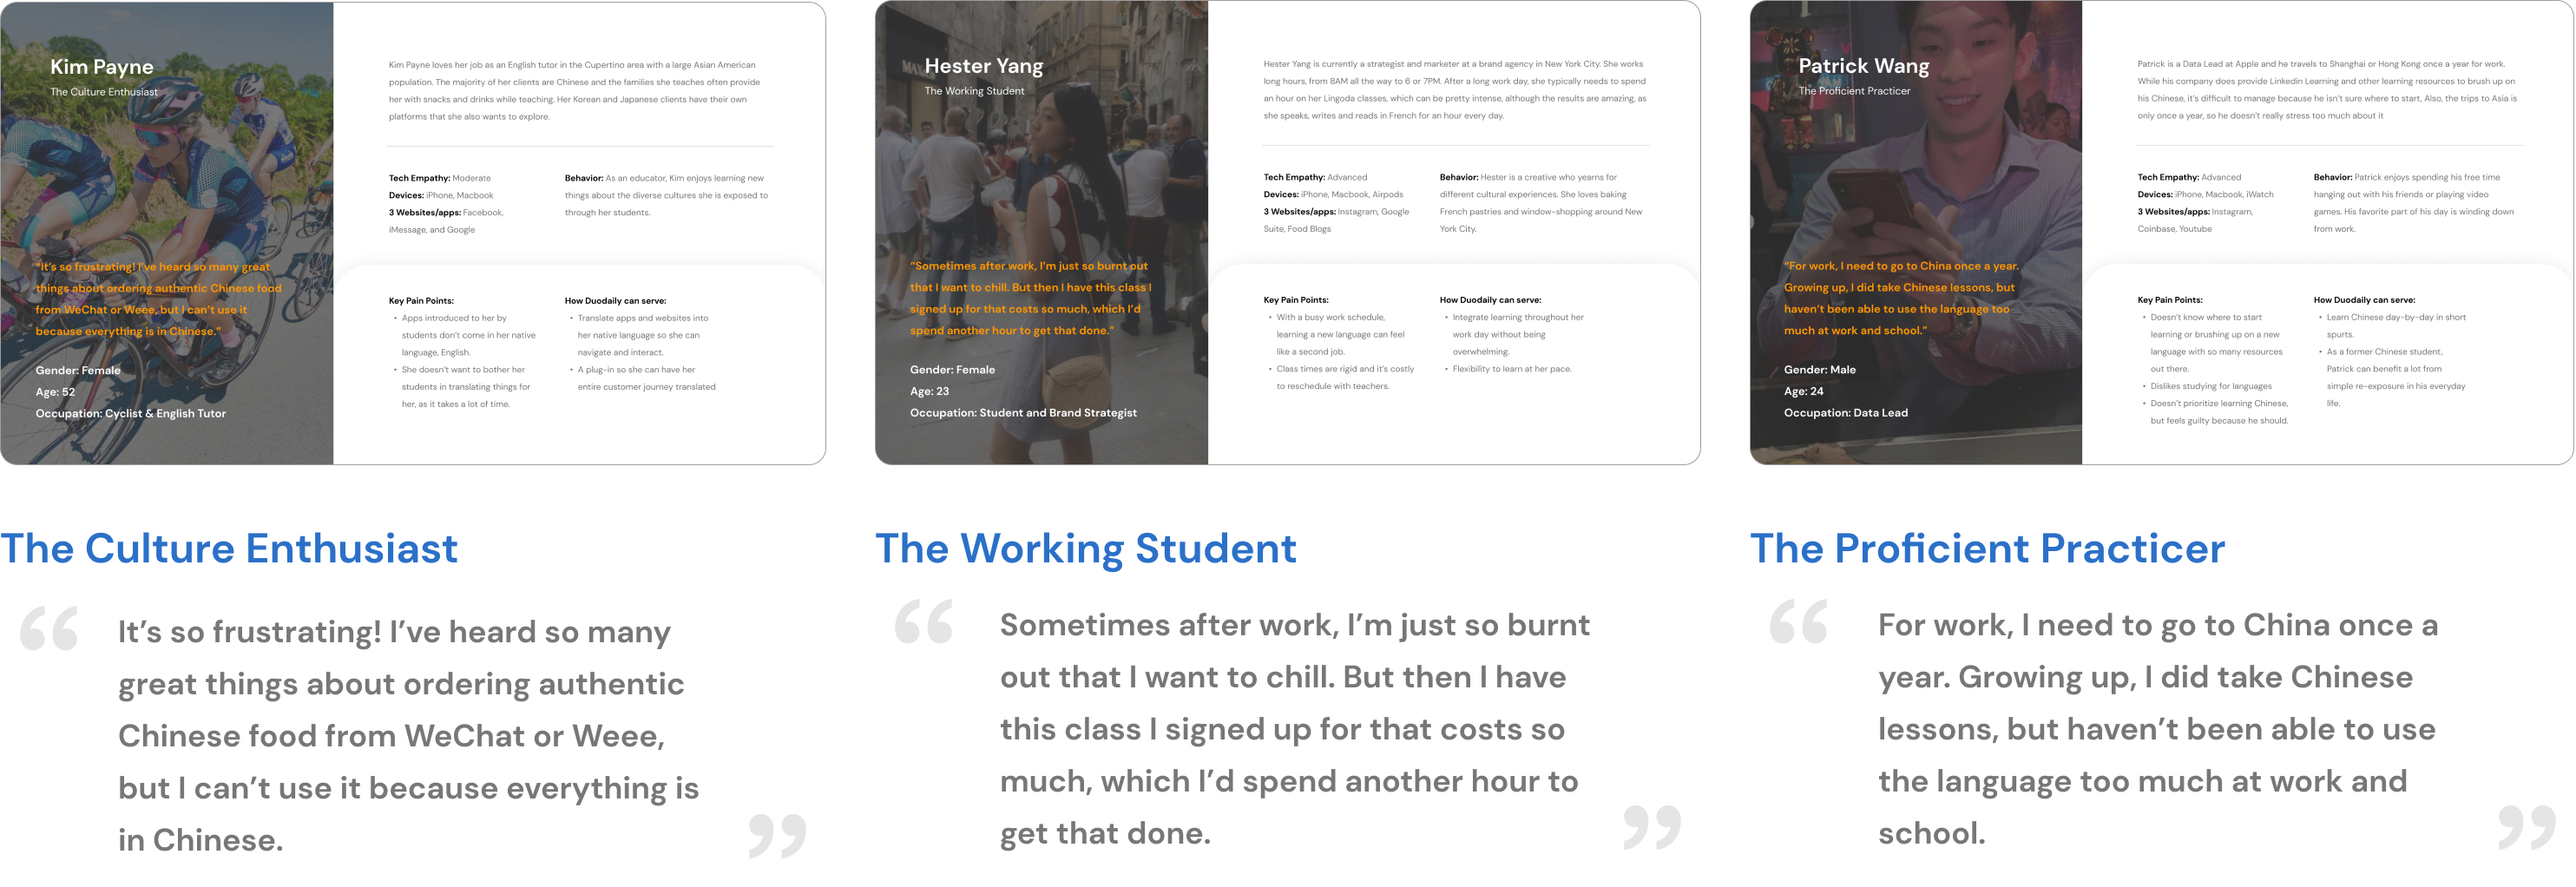 Kim Payne
The Culture Enthusiast
“It’s so frustrating! I’ve heard so many great
things about ordering authentic Chinese food
from WeChat or Weee, but I can’t use it
because everything is in Chinese.”
Gender: Female
Age: 52
Occupation: Cyclist & English Tutor
Kim Payne loves her job as an English tutor in the Cupertino area with a large Asian American
population. The majority of her clients are Chinese and the families she teaches often provide
her with snacks and drinks while teaching. Her Korean and Japanese clients have their own
platforms that she also wants to explore.
Tech Empathy: Moderate
Devices: iPhone, Macbook
3 Websites/apps: Facebook,
iMessage, and Google
Behavior: As an educator, Kim enjoys learning new
things about the diverse cultures she is exposed to
through her students.
Key Pain Points:
• Apps introduced to her by
students don’t come in her native
language, English.
• She doesn’t want to bother her
students in translating things for
her, as it takes a lot of time.
How Duodaily can serve:
• Translate apps and websites into
her native language so she can
navigate and interact.
• A plug-in so she can have her
entire customer journey translated
Hester Yang
The Working Student
“Sometimes after work, I’m just so burnt out
that I want to chill. But then I have this class I
signed up for that costs so much, which I’d
spend another hour to get that done.”
Gender: Female
Age: 23
Occupation: Student and Brand Strategist
Hester Yang is currently a strategist and marketer at a brand agency in New York City. She works
long hours, from 8AM all the way to 6 or 7PM. After a long work day, she typically needs to spend
an hour on her Lingoda classes, which can be pretty intense, although the results are amazing, as
she speaks, writes and reads in French for an hour every day.
Tech Empathy: Advanced
Devices: iPhone, Macbook, Airpods
3 Websites/apps: Instagram, Google
Suite, Food Blogs
Behavior: Hester is a creative who yearns for
different cultural experiences. She loves baking
French pastries and window-shopping around New
York City.
Key Pain Points:
• With a busy work schedule,
learning a new language can feel
like a second job.
• Class times are rigid and it’s costly
to reschedule with teachers.
How Duodaily can serve:
• Integrate learning throughout her
work day without being
overwhelming.
• Flexibility to learn at her pace.
Patrick Wang
The Proficient Practicer
“For work, I need to go to China once a year.
Growing up, I did take Chinese lessons, but
haven’t been able to use the language too
much at work and school.”
Gender: Male
Age: 24
Occupation: Data Lead
Patrick is a Data Lead at Apple and he travels to Shanghai or Hong Kong once a year for work.
While his company does provide Linkedin Learning and other learning resources to brush up on
his Chinese, it’s difficult to manage because he isn’t sure where to start. Also, the trips to Asia is
only once a year, so he doesn’t really stress too much about it
Tech Empathy: Advanced
Devices: iPhone, Macbook, iWatch
3 Websites/apps: Instagram,
Coinbase, Youtube
Behavior: Patrick enjoys spending his free time
hanging out with his friends or playing video
games. His favorite part of his day is winding down
from work.
Key Pain Points:
• Doesn’t know where to start
learning or brushing up on a new
language with so many resources
out there.
• Dislikes studying for languages
• Doesn’t prioritize learning Chinese,
but feels guilty because he should.
How Duodaily can serve:
• Learn Chinese day-by-day in short
spurts.
• As a former Chinese student,
Patrick can benefit a lot from
simple re-exposure in his everyday
life.
The Culture Enthusiast
“
It’s so frustrating! I’ve heard so many
great things about ordering authentic
Chinese food from WeChat or Weee,
but I can’t use it because everything is
in Chinese.
”
The Working Student
“
Sometimes after work, I’m just so burnt
out that I want to chill. But then I have
this class I signed up for that costs so
much, which I’d spend another hour to
get that done.
”
The Proficient Practicer
“
For work, I need to go to China once a
year. Growing up, I did take Chinese
lessons, but haven’t been able to use
the language too much at work and
school.
”